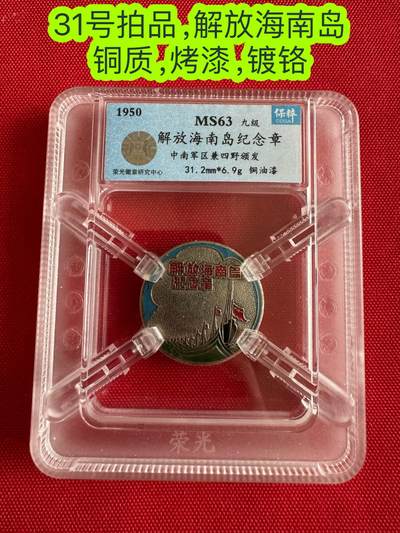 31号拍品,解放海南岛
铜质,烤漆,镀铬
1950
MS63 九级
保粹
解放海南岛纪念章
中南军区兼四野颁发
31.2mm*6.9g 铜油漆
荣光徽章研究中心
解放海南岛
纪念章
荣光